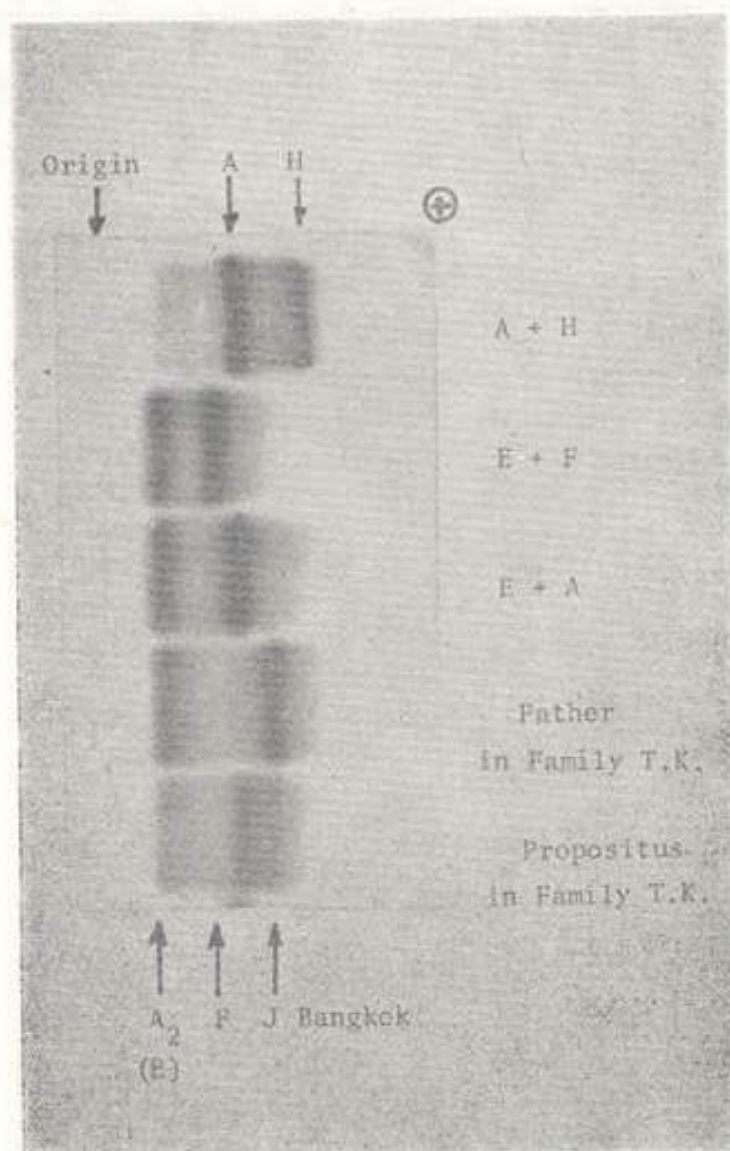 Origin A H
A + H
E + F
E + A
Father
in Family T.K.
Propositus
in Family T.K.
A₂ F J Bangkok
(E)